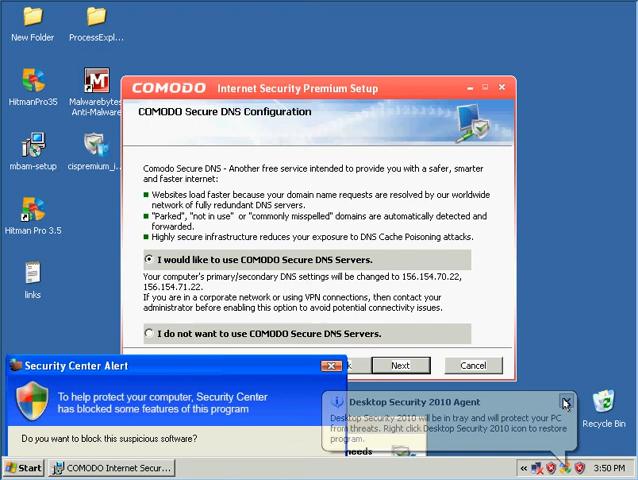 New Folder
ProcessExpl...
HitmanPro35
Malwarebytes
Anti-Malware
mbam-setup
cispremium_i...
Hitman Pro 3.5
links
COMODO Internet Security Premium Setup
COMODO Secure DNS Configuration
Comodo Secure DNS - Another free service intended to provide you with a safer, smarter
and faster internet:
Websites load faster because your domain name requests are resolved by our worldwide
network of fully redundant DNS servers.
"Parked", "not in use" or "commonly misspelled" domains are automatically detected and
forwarded.
Highly secure infrastructure reduces your exposure to DNS Cache Poisoning attacks.
I would like to use COMODO Secure DNS Servers.
Your computer's primary/secondary DNS settings will be changed to 156.154.70.22,
156.154.71.22.
If you are in a corporate network or using VPN connections, then contact your
administrator before enabling this option to avoid potential connectivity issues.
I do not want to use COMODO Secure DNS Servers.
Next
Cancel
Security Center Alert
To help protect your computer, Security Center
has blocked some features of this program
Do you want to block this suspicious software?
Desktop Security 2010 Agent
Desktop Security 2010 will be in tray and will protect your PC
from threats. Right click Desktop Security 2010 icon to restore
program.
needs
Recycle Bin
Start
COMODO Internet Secur...
3:50 PM